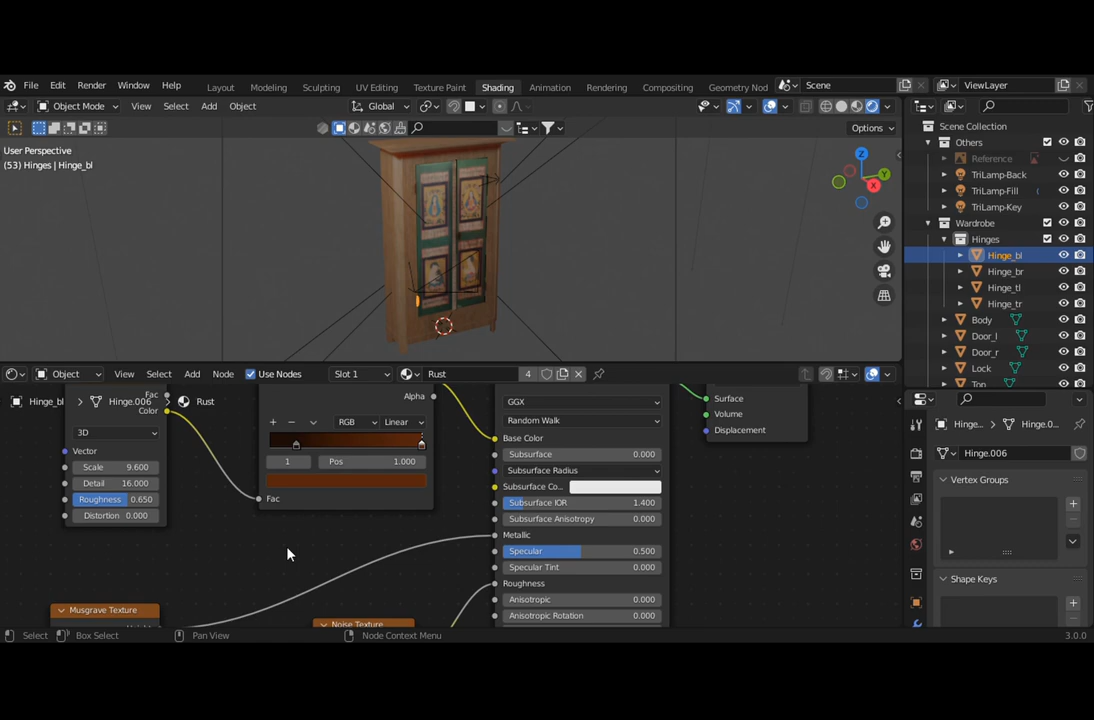 File Edit Render Window Help Layout Modeling Sculpting UV Editing Texture Paint Shading Animation Rendering Compositing Geometry Nod Scene ViewLayer
Object Mode View Select Add Object Global
Options
User Perspective
(53) Hinges | Hinge_bl
Z
Y
X
Scene Collection
Others
Reference
TriLamp-Back
TriLamp-Fill
TriLamp-Key
Wardrobe
Hinges
Hinge_bl
Hinge_br
Hinge_tl
Hinge_tr
Body
Door_l
Door_r
Lock
Top
Object View Select Add Node Use Nodes Slot 1 Rust 4
Hinge_bl > Hinge.006 > Rust
Fac
Color
3D
Vector
Scale 9.600
Detail 16.000
Roughness 0.650
Distortion 0.000
Alpha
RGB Linear
1 Pos 1.000
Fac
GGX
Random Walk
Base Color
Subsurface 0.000
Subsurface Radius
Subsurface Co...
Subsurface IOR 1.400
Subsurface Anisotropy 0.000
Metallic
Specular 0.500
Specular Tint 0.000
Roughness
Anisotropic 0.000
Anisotropic Rotation 0.000
Surface
Volume
Displacement
Musgrave Texture
Noise Texture
Hinge... > Hinge.0...
Hinge.006
Vertex Groups
Shape Keys
Select Box Select Pan View Node Context Menu 3.0.0